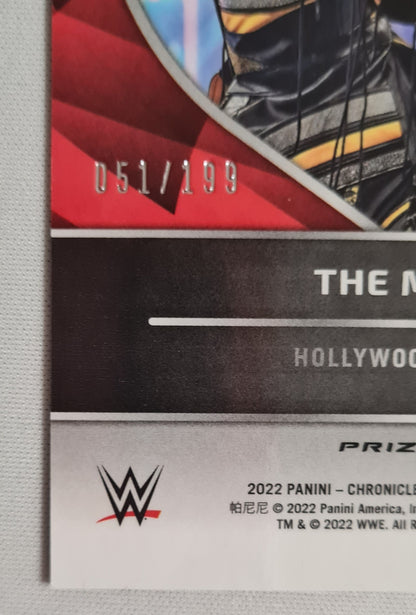 051/199
THE M
HOLLYWOO
PRIZ
W
2022 PANINI – CHRONICLE
帕尼尼 © 2022 Panini America, In
TM & © 2022 WWE. All R